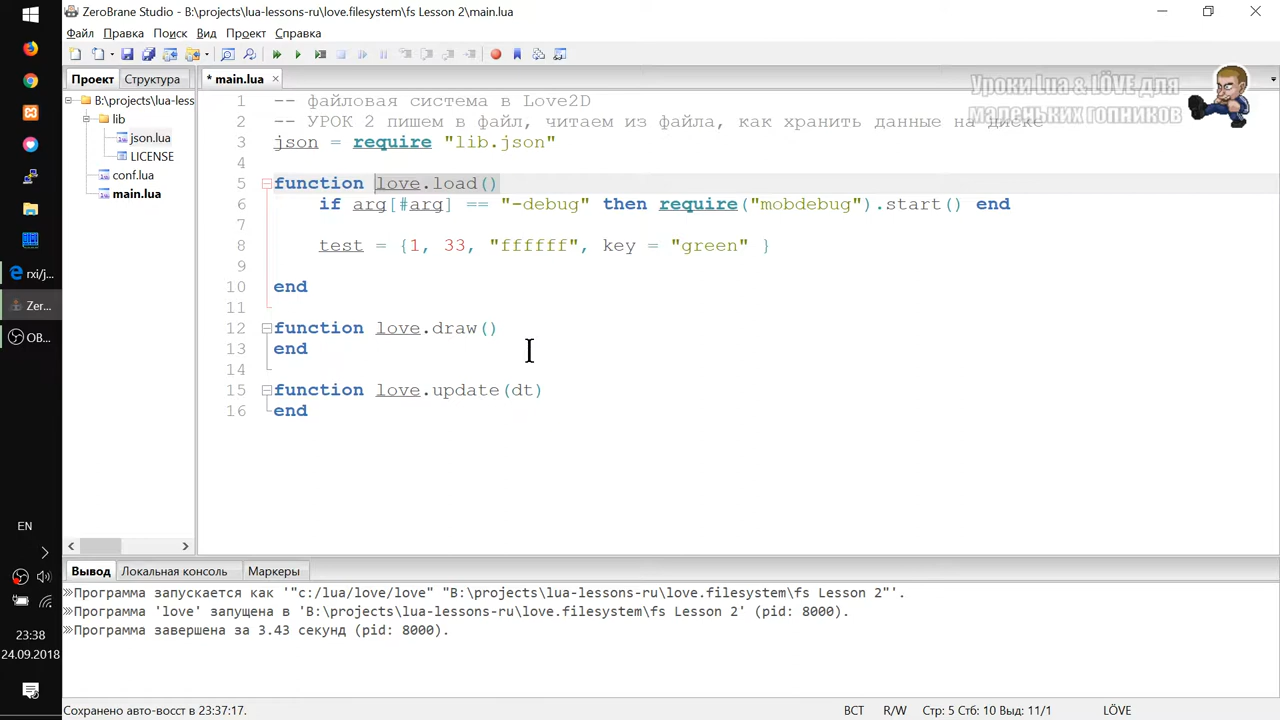 ZeroBrane Studio - B:\projects\lua-lessons-ru\love.filesystem\fs Lesson 2\main.lua
Файл Правка Поиск Вид Проект Справка
Проект Структура
* main.lua
Уроки Lua & LÖVE для
маленьких гопников
B:\projects\lua-less
lib
json.lua
LICENSE
conf.lua
main.lua
1 -- файловая система в Love2D
2 -- УРОК 2 пишем в файл, читаем из файла, как хранить данные на диске
3 json = require "lib.json"
4
5 function love.load()
6 if arg[#arg] == "-debug" then require("mobdebug").start() end
7
8 test = {1, 33, "ffffff", key = "green" }
9
10 end
11
12 function love.draw()
13 end
14
15 function love.update(dt)
16 end
rxi/j...
Zer...
OB...
EN
23:38
24.09.2018
Вывод Локальная консоль Маркеры
Программа запускается как '"c:/lua/love/love" "B:\projects\lua-lessons-ru\love.filesystem\fs Lesson 2"'.
Программа 'love' запущена в 'B:\projects\lua-lessons-ru\love.filesystem\fs Lesson 2' (pid: 8000).
Программа завершена за 3.43 секунд (pid: 8000).
Сохранено авто-восст в 23:37:17. ВСТ R/W Стр: 5 Стб: 10 Выд: 11/1 LÖVE